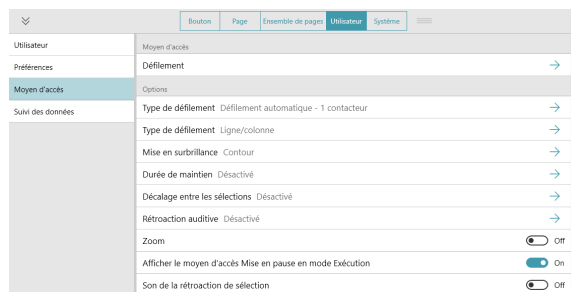 Bouton Page Ensemble de pages Utilisateur Système
Utilisateur
Préférences
Moyen d'accès
Suivi des données
Moyen d'accès
Défilement
Options
Type de défilement Défilement automatique - 1 contacteur
Type de défilement Ligne/colonne
Mise en surbrillance Contour
Durée de maintien Désactivé
Décalage entre les sélections Désactivé
Rétroaction auditive Désactivé
Zoom Off
Afficher le moyen d'accès Mise en pause en mode Exécution On
Son de la rétroaction de sélection Off